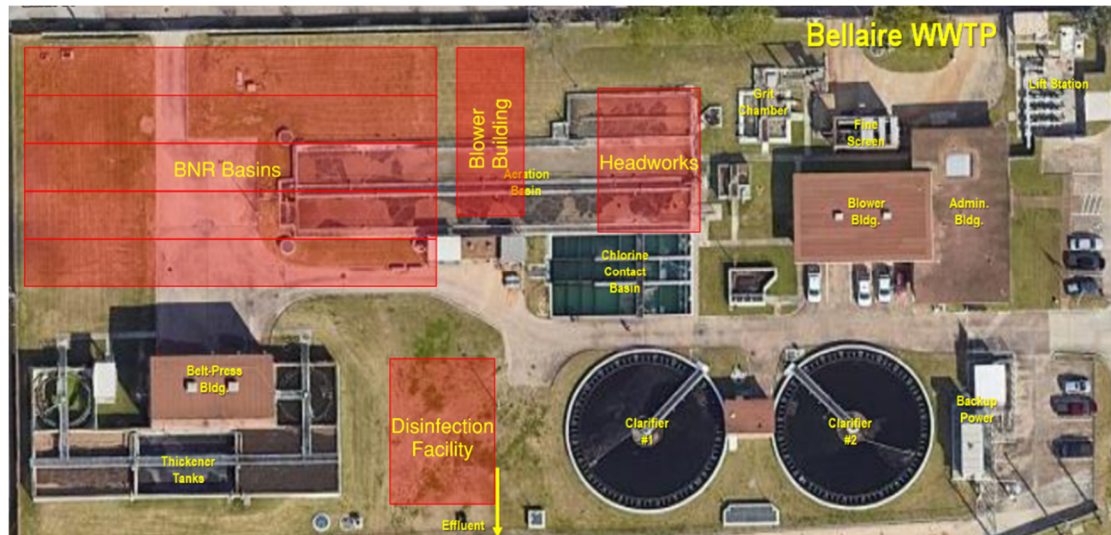 Bellaire WWTP
Lift Station
Grit
Chamber
Fine
Screen
Blower
Building
BNR Basins
Headworks
Aeration
Basin
Blower
Bldg.
Admin.
Bldg.
Chlorine
Contact
Basin
Belt-Press
Bldg.
Thickener
Tanks
Disinfection
Facility
Effluent
Clarifier
#1
Clarifier
#2
Backup
Power